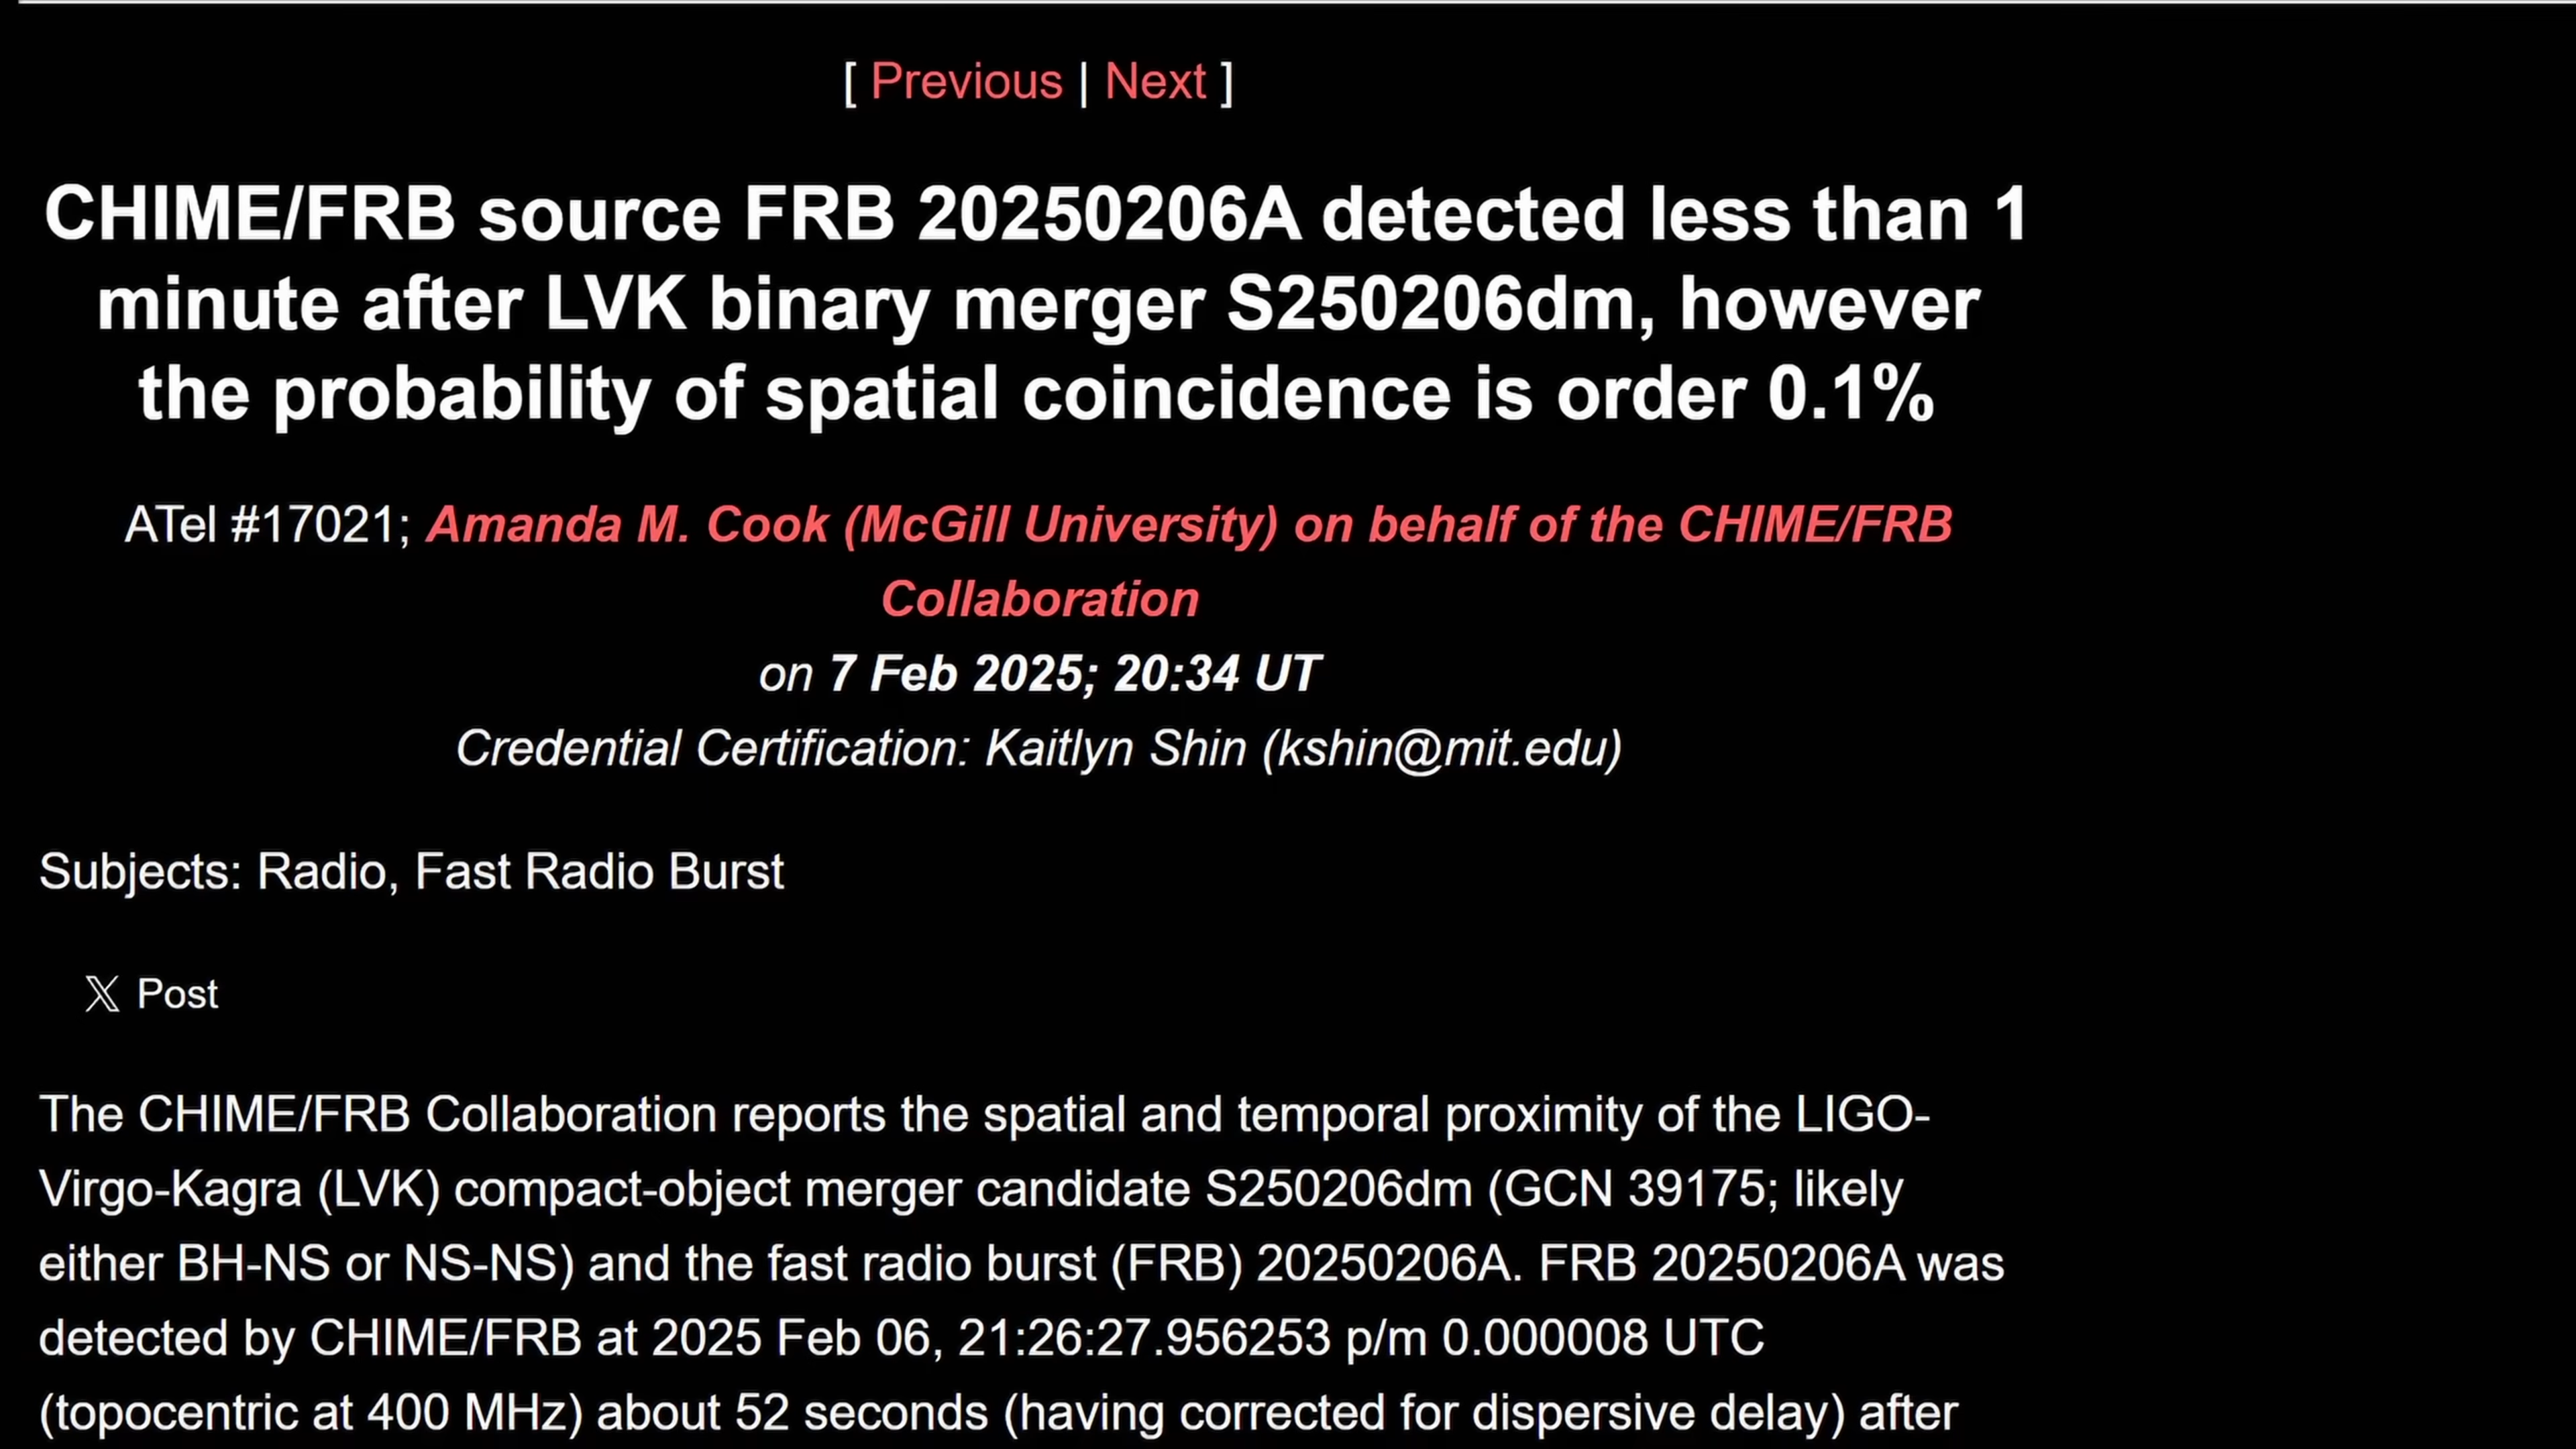 [ Previous | Next ]
CHIME/FRB source FRB 20250206A detected less than 1
minute after LVK binary merger S250206dm, however
the probability of spatial coincidence is order 0.1%
ATel #17021; Amanda M. Cook (McGill University) on behalf of the CHIME/FRB
Collaboration
on 7 Feb 2025; 20:34 UT
Credential Certification: Kaitlyn Shin (kshin@mit.edu)
Subjects: Radio, Fast Radio Burst
𝕏 Post
The CHIME/FRB Collaboration reports the spatial and temporal proximity of the LIGO-
Virgo-Kagra (LVK) compact-object merger candidate S250206dm (GCN 39175; likely
either BH-NS or NS-NS) and the fast radio burst (FRB) 20250206A. FRB 20250206A was
detected by CHIME/FRB at 2025 Feb 06, 21:26:27.956253 p/m 0.000008 UTC
(topocentric at 400 MHz) about 52 seconds (having corrected for dispersive delay) after